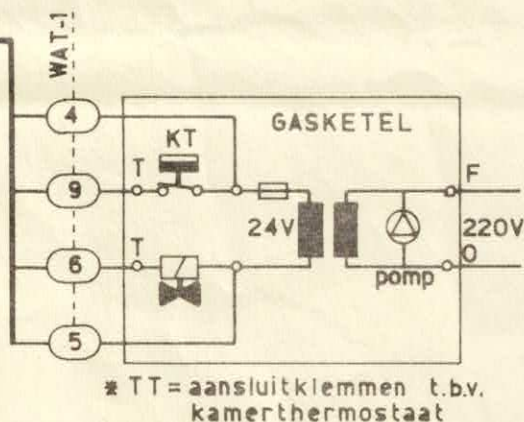 WAT-1
4
KT
GASKETEL
9
T
F
24V
220V
6
T
O
pomp
5
* TT = aansluitklemmen t.b.v.
kamerthermostaat